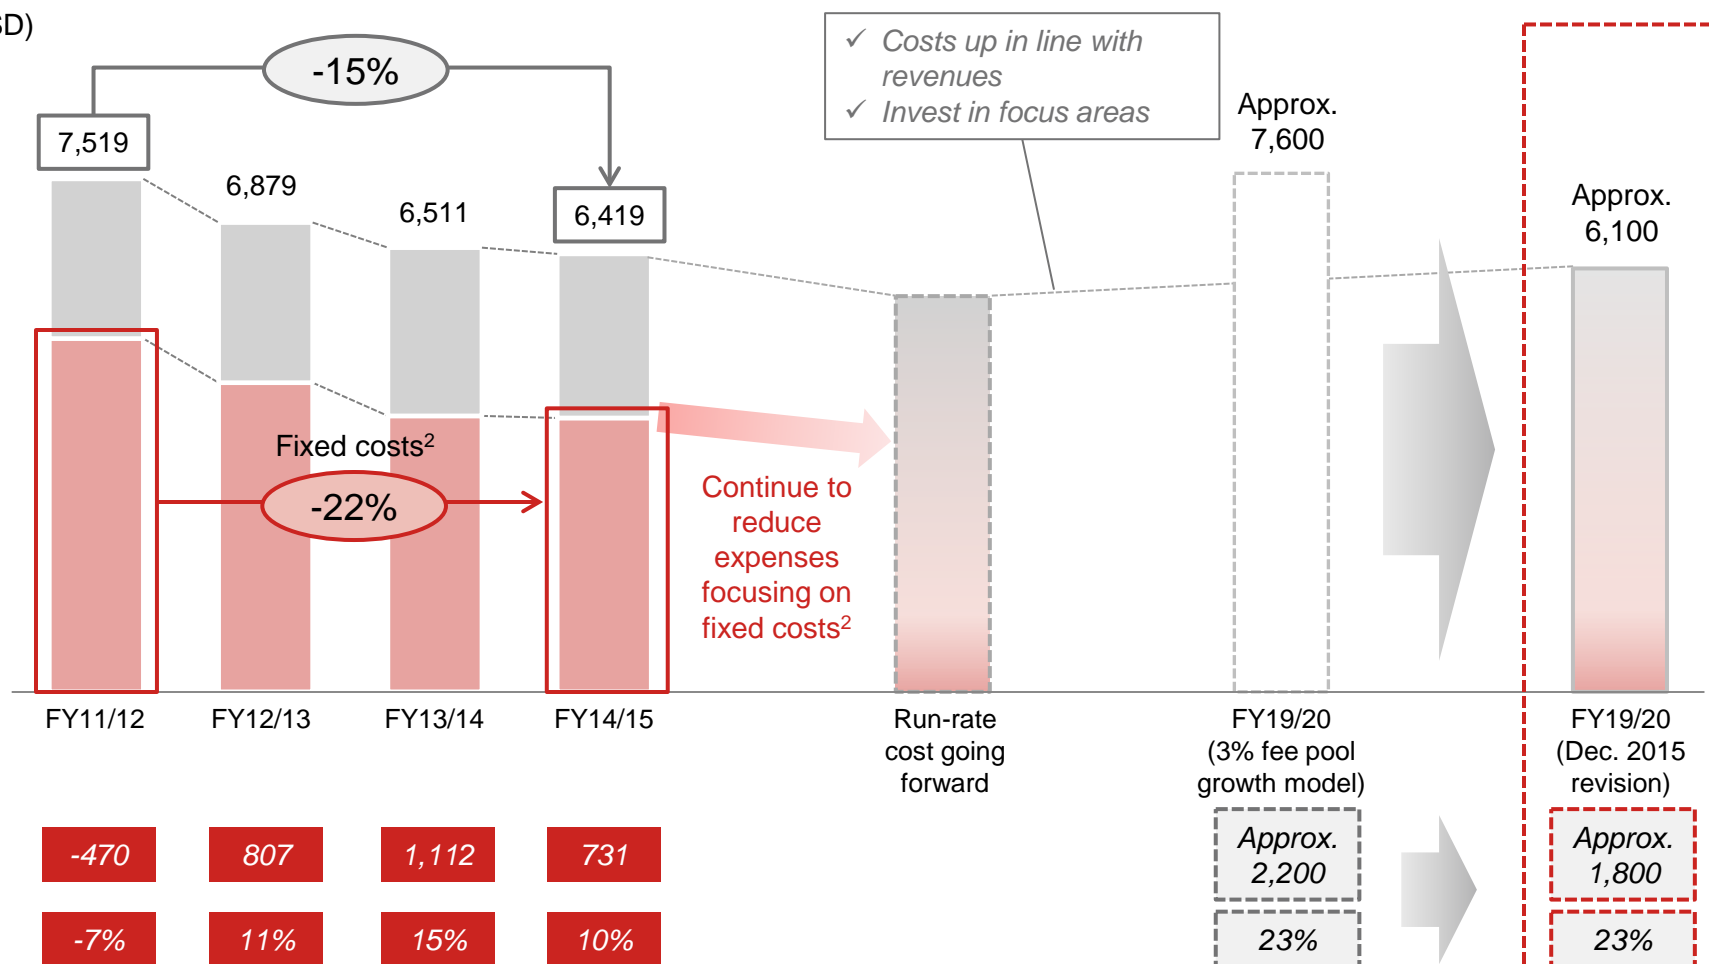 SD)
-15%
✓ Costs up in line with
revenues
✓ Invest in focus areas
7,519
6,879
6,511
6,419
Approx.
7,600
Approx.
6,100
Fixed costs²
-22%
Continue to
reduce
expenses
focusing on
fixed costs²
FY11/12
FY12/13
FY13/14
FY14/15
Run-rate
cost going
forward
FY19/20
(3% fee pool
growth model)
FY19/20
(Dec. 2015
revision)
-470
807
1,112
731
Approx.
2,200
Approx.
1,800
-7%
11%
15%
10%
23%
23%